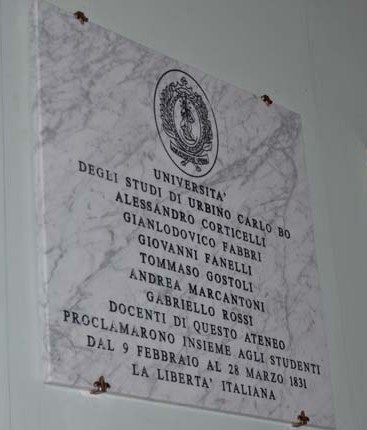 UNIVERSITA'
DEGLI STUDI DI URBINO CARLO BO
ALESSANDRO CORTICELLI
GIANLODOVICO FABBRI
GIOVANNI FANELLI
TOMMASO GOSTOLI
ANDREA MARCANTONI
GABRIELLO ROSSI
DOCENTI DI QUESTO ATENEO
PROCLAMARONO INSIEME AGLI STUDENTI
DAL 9 FEBBRAIO AL 28 MARZO 1831
LA LIBERTA' ITALIANA